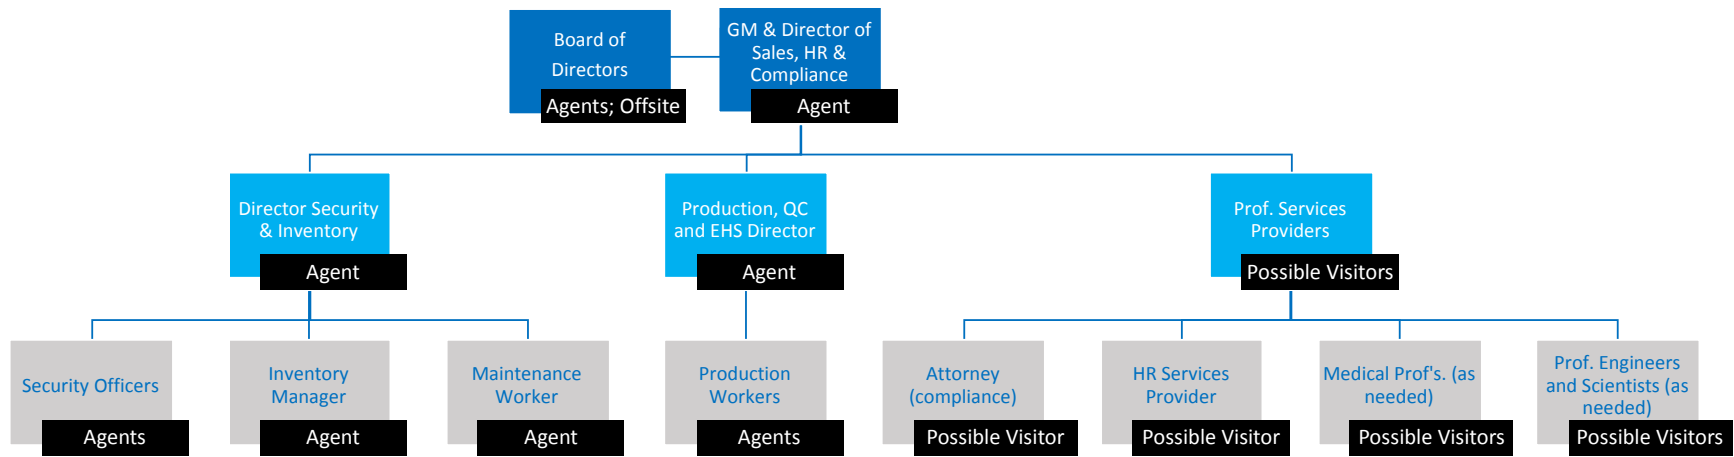 Board of
Directors
Agents; Offsite
GM & Director of
Sales, HR &
Compliance
Agent
Director Security
& Inventory
Agent
Production, QC
and EHS Director
Agent
Prof. Services
Providers
Possible Visitors
Security Officers
Agents
Inventory
Manager
Agent
Maintenance
Worker
Agent
Production
Workers
Agents
Attorney
(compliance)
Possible Visitor
HR Services
Provider
Possible Visitor
Medical Prof's. (as
needed)
Possible Visitors
Prof. Engineers
and Scientists (as
needed)
Possible Visitors